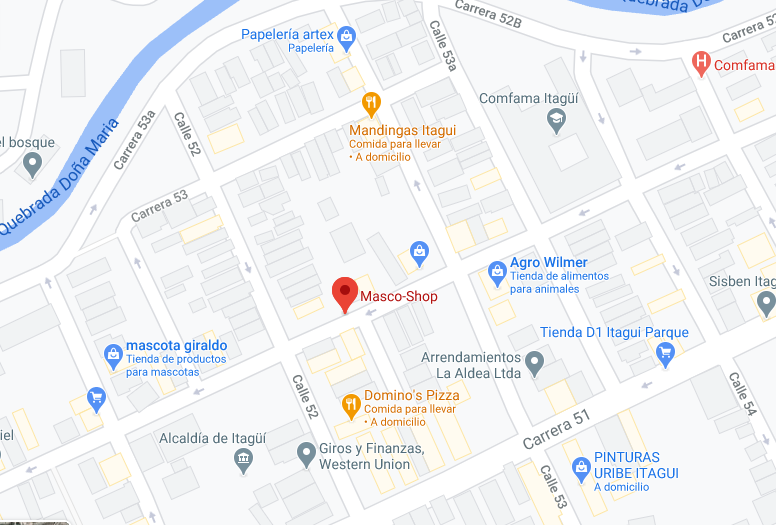 Carrera 52B
Quebrada Doña
Papelería artex
Papelería
Calle 53a
Carrera 53
Comfama
Comfama Itagüí
Mandingas Itagui
Comida para llevar
• A domicilio
Calle 52
Carrera 53a
el bosque
Quebrada Doña Maria
Carrera 53
Agro Wilmer
Tienda de alimentos
para animales
Sisben Itag
Masco-Shop
Tienda D1 Itagui Parque
mascota giraldo
Tienda de productos
para mascotas
Arrendamientos
La Aldea Ltda
Calle 52
Domino's Pizza
Comida para llevar
• A domicilio
Calle 54
Carrera 51
iel
Alcaldía de Itagüí
Giros y Finanzas,
Western Union
Calle 53
PINTURAS
URIBE ITAGUI
A domicilio